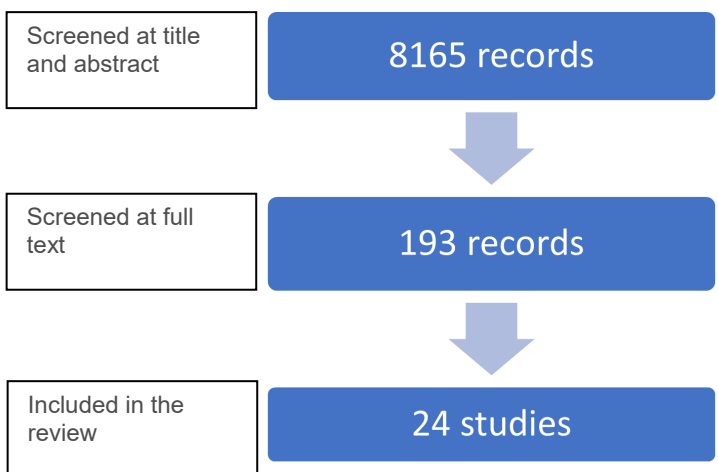 Screened at title
and abstract
8165 records
Screened at full
text
193 records
Included in the
review
24 studies